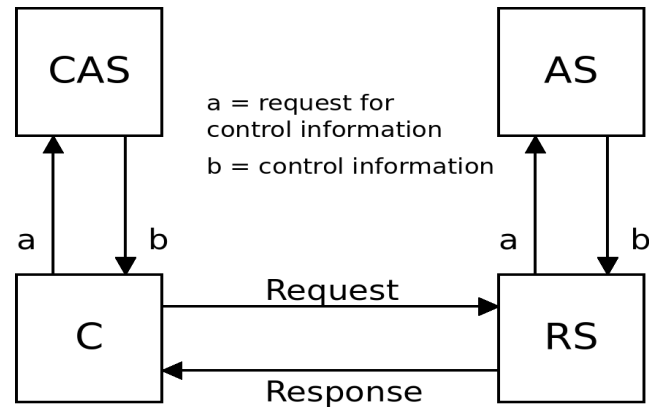 CAS
AS
a = request for
control information
b = control information
a
b
a
b
Request
C
RS
Response